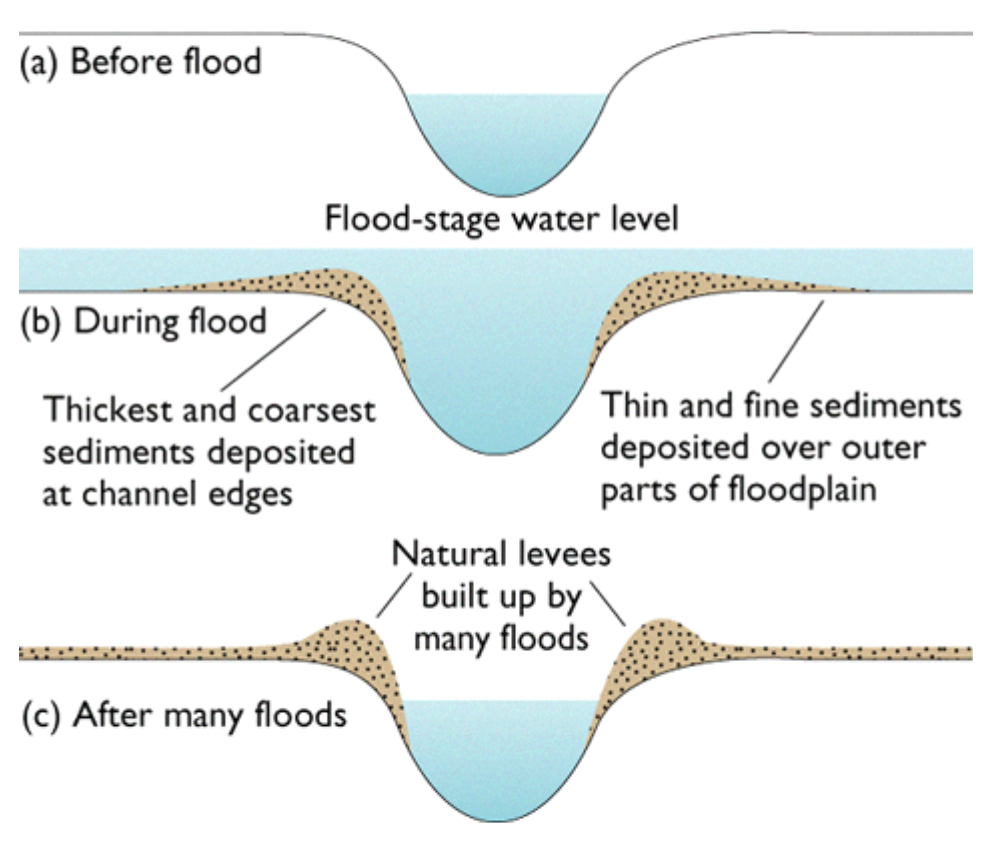 (a) Before flood
Flood-stage water level
(b) During flood
Thickest and coarsest
sediments deposited
at channel edges
Thin and fine sediments
deposited over outer
parts of floodplain
Natural levees
built up by
many floods
(c) After many floods